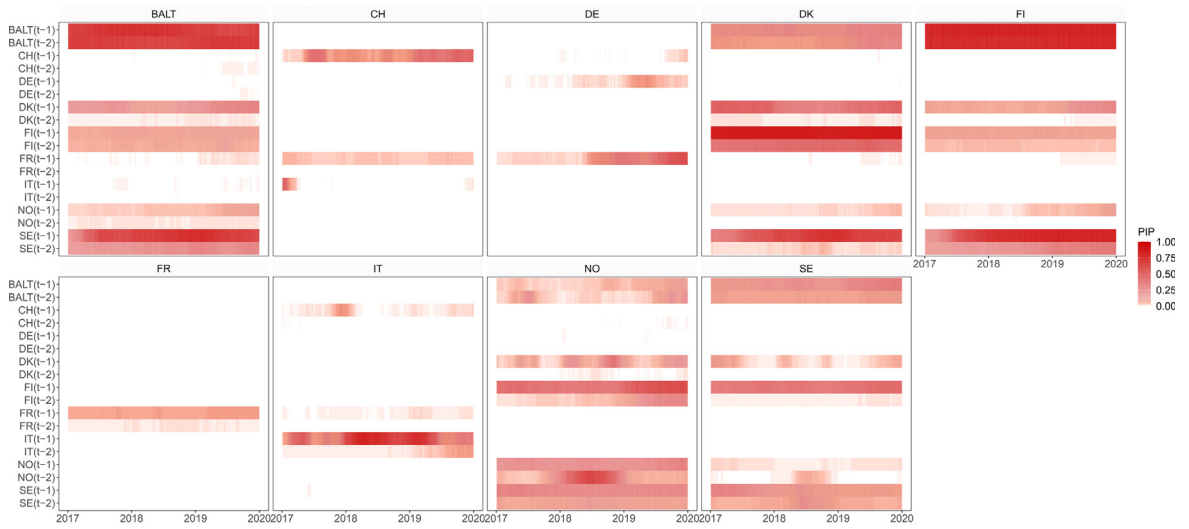 BALT CH DE DK FI
BALT(t−1)
BALT(t−2)
CH(t−1)
CH(t−2)
DE(t−1)
DE(t−2)
DK(t−1)
DK(t−2)
FI(t−1)
FI(t−2)
FR(t−1)
FR(t−2)
IT(t−1)
IT(t−2)
NO(t−1)
NO(t−2)
SE(t−1)
SE(t−2)
2017 2018 2019 2020
PIP
1.00
0.75
0.50
0.25
0.00
FR IT NO SE
BALT(t−1)
BALT(t−2)
CH(t−1)
CH(t−2)
DE(t−1)
DE(t−2)
DK(t−1)
DK(t−2)
FI(t−1)
FI(t−2)
FR(t−1)
FR(t−2)
IT(t−1)
IT(t−2)
NO(t−1)
NO(t−2)
SE(t−1)
SE(t−2)
2017 2018 2019 2020 2017 2018 2019 2020 2017 2018 2019 2020 2017 2018 2019 2020